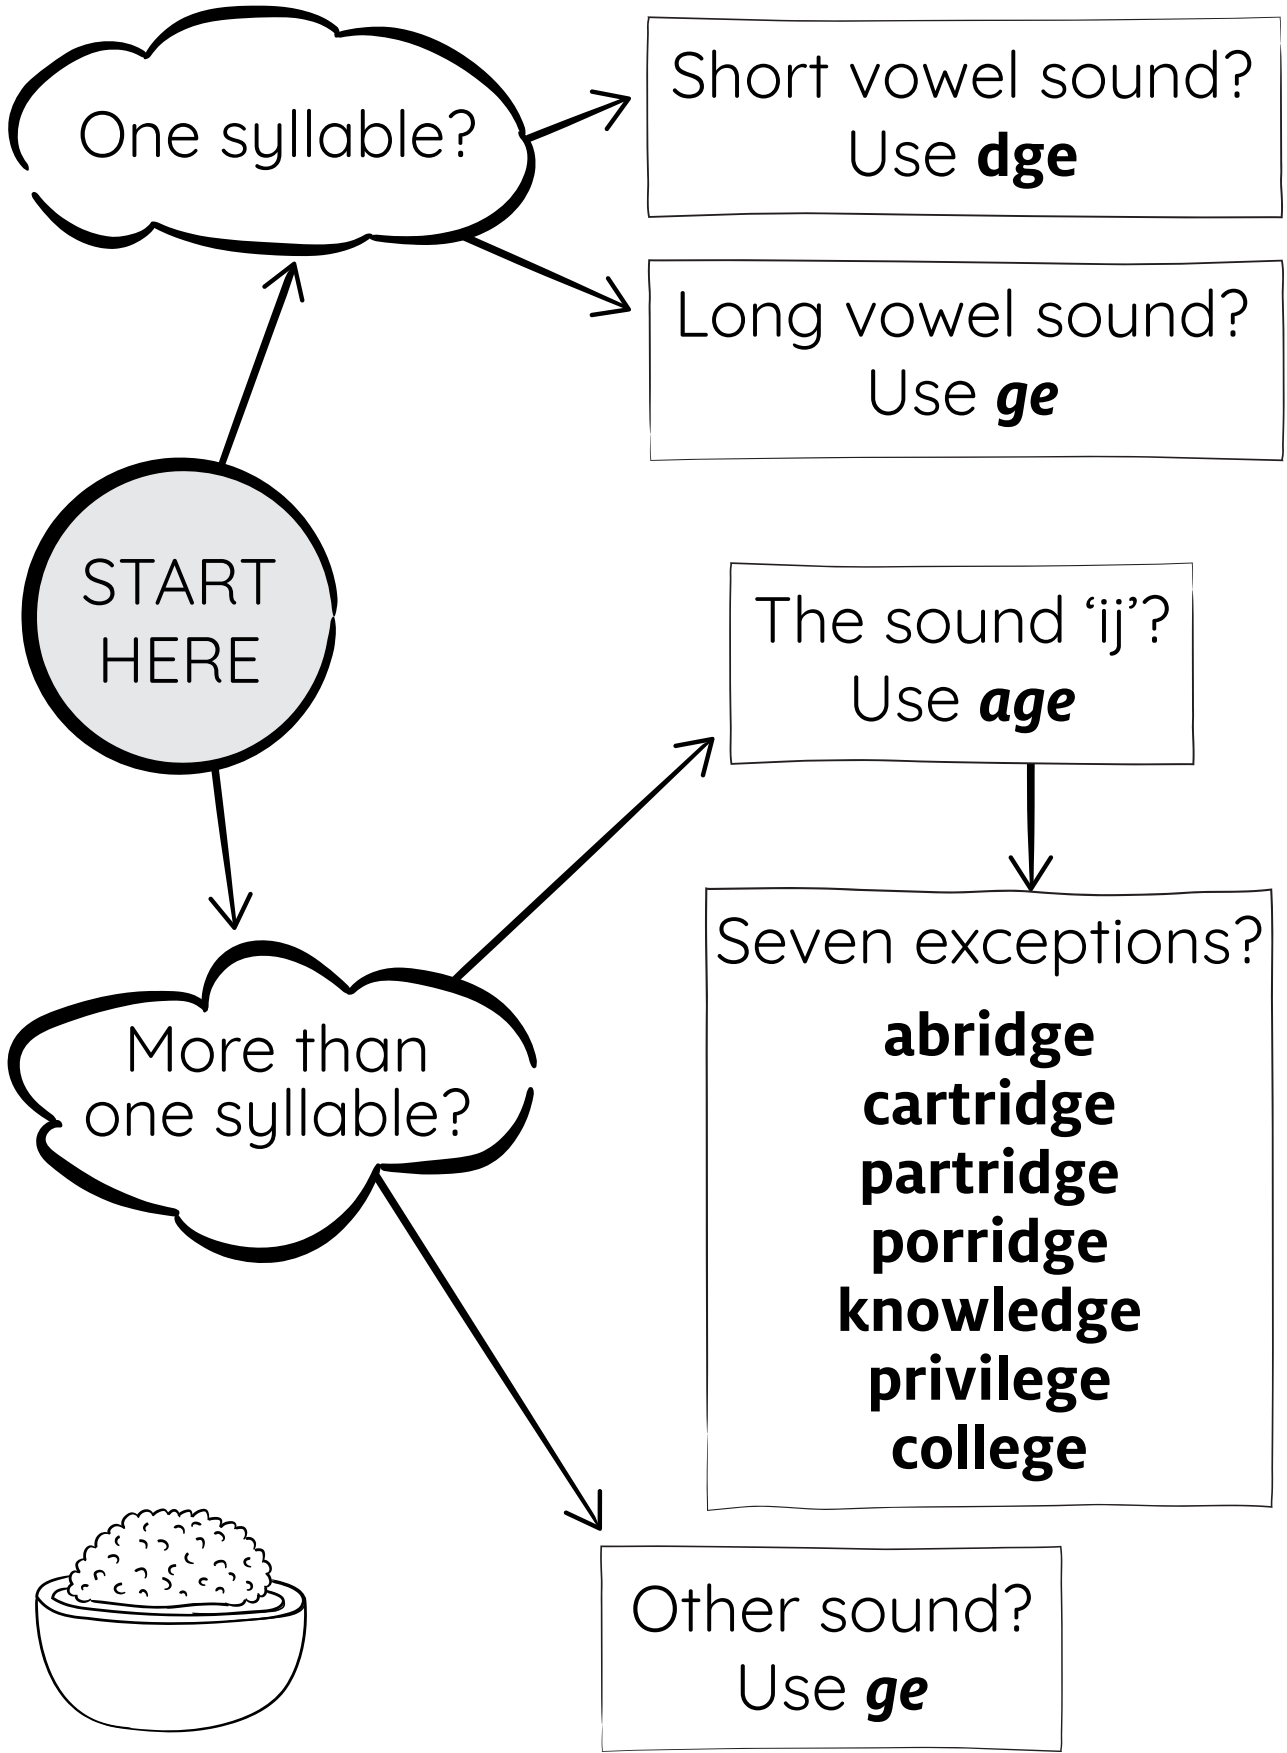 One syllable?
Short vowel sound?
Use dge
Long vowel sound?
Use ge
START
HERE
The sound ‘ij’?
Use age
More than
one syllable?
Seven exceptions?
abridge
cartridge
partridge
porridge
knowledge
privilege
college
Other sound?
Use ge